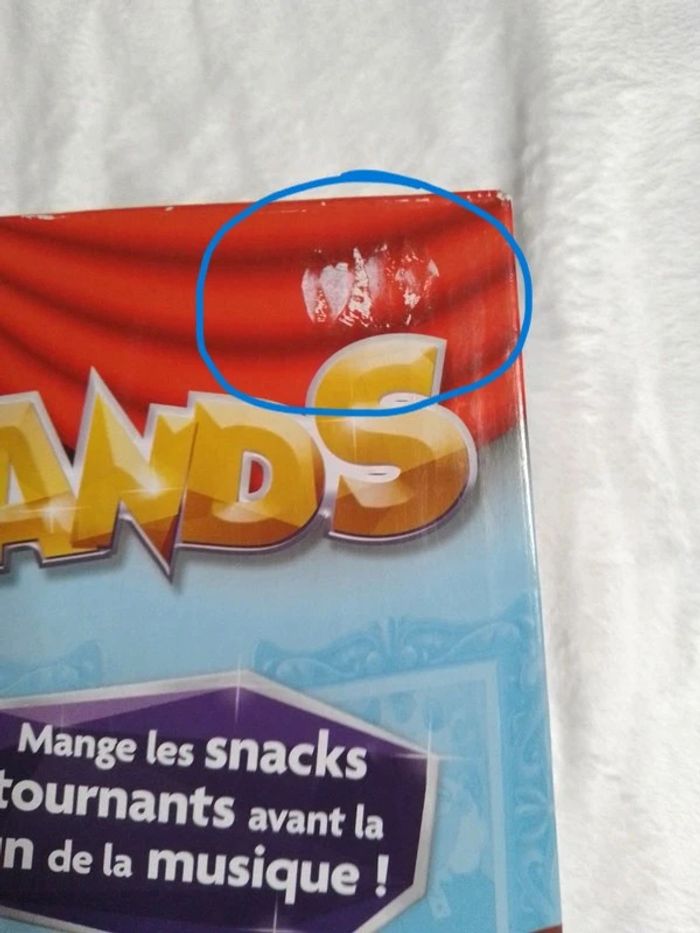 ANDS
Mange les snacks
tournants avant la
n de la musique !